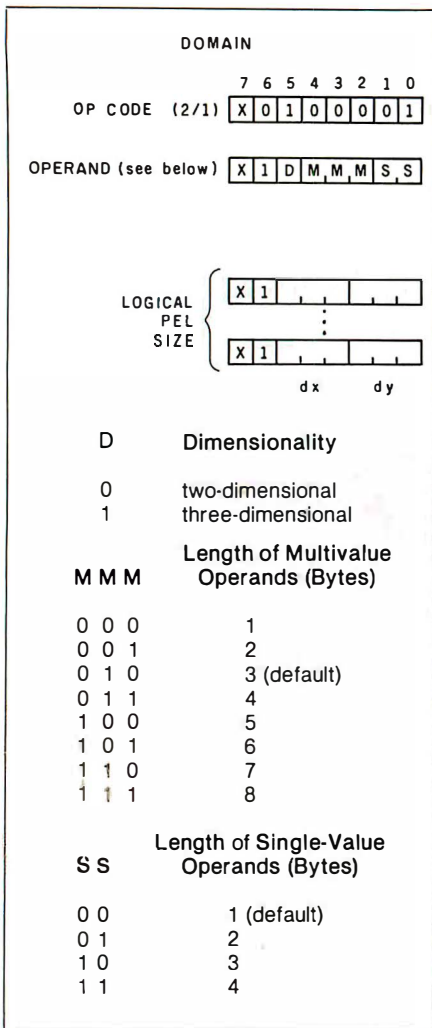 DOMAIN
7 6 5 4 3 2 1 0
OP CODE (2/1) X 0 1 0 0 0 0 1
OPERAND (see below) X 1 D M M M S S
X 1
LOGICAL
PEL
SIZE
X 1
dx dy
D Dimensionality
0 two-dimensional
1 three-dimensional
Length of Multivalue
M M M Operands (Bytes)
0 0 0 1
0 0 1 2
0 1 0 3 (default)
0 1 1 4
1 0 0 5
1 0 1 6
1 1 0 7
1 1 1 8
Length of Single-Value
S S Operands (Bytes)
0 0 1 (default)
0 1 2
1 0 3
1 1 4